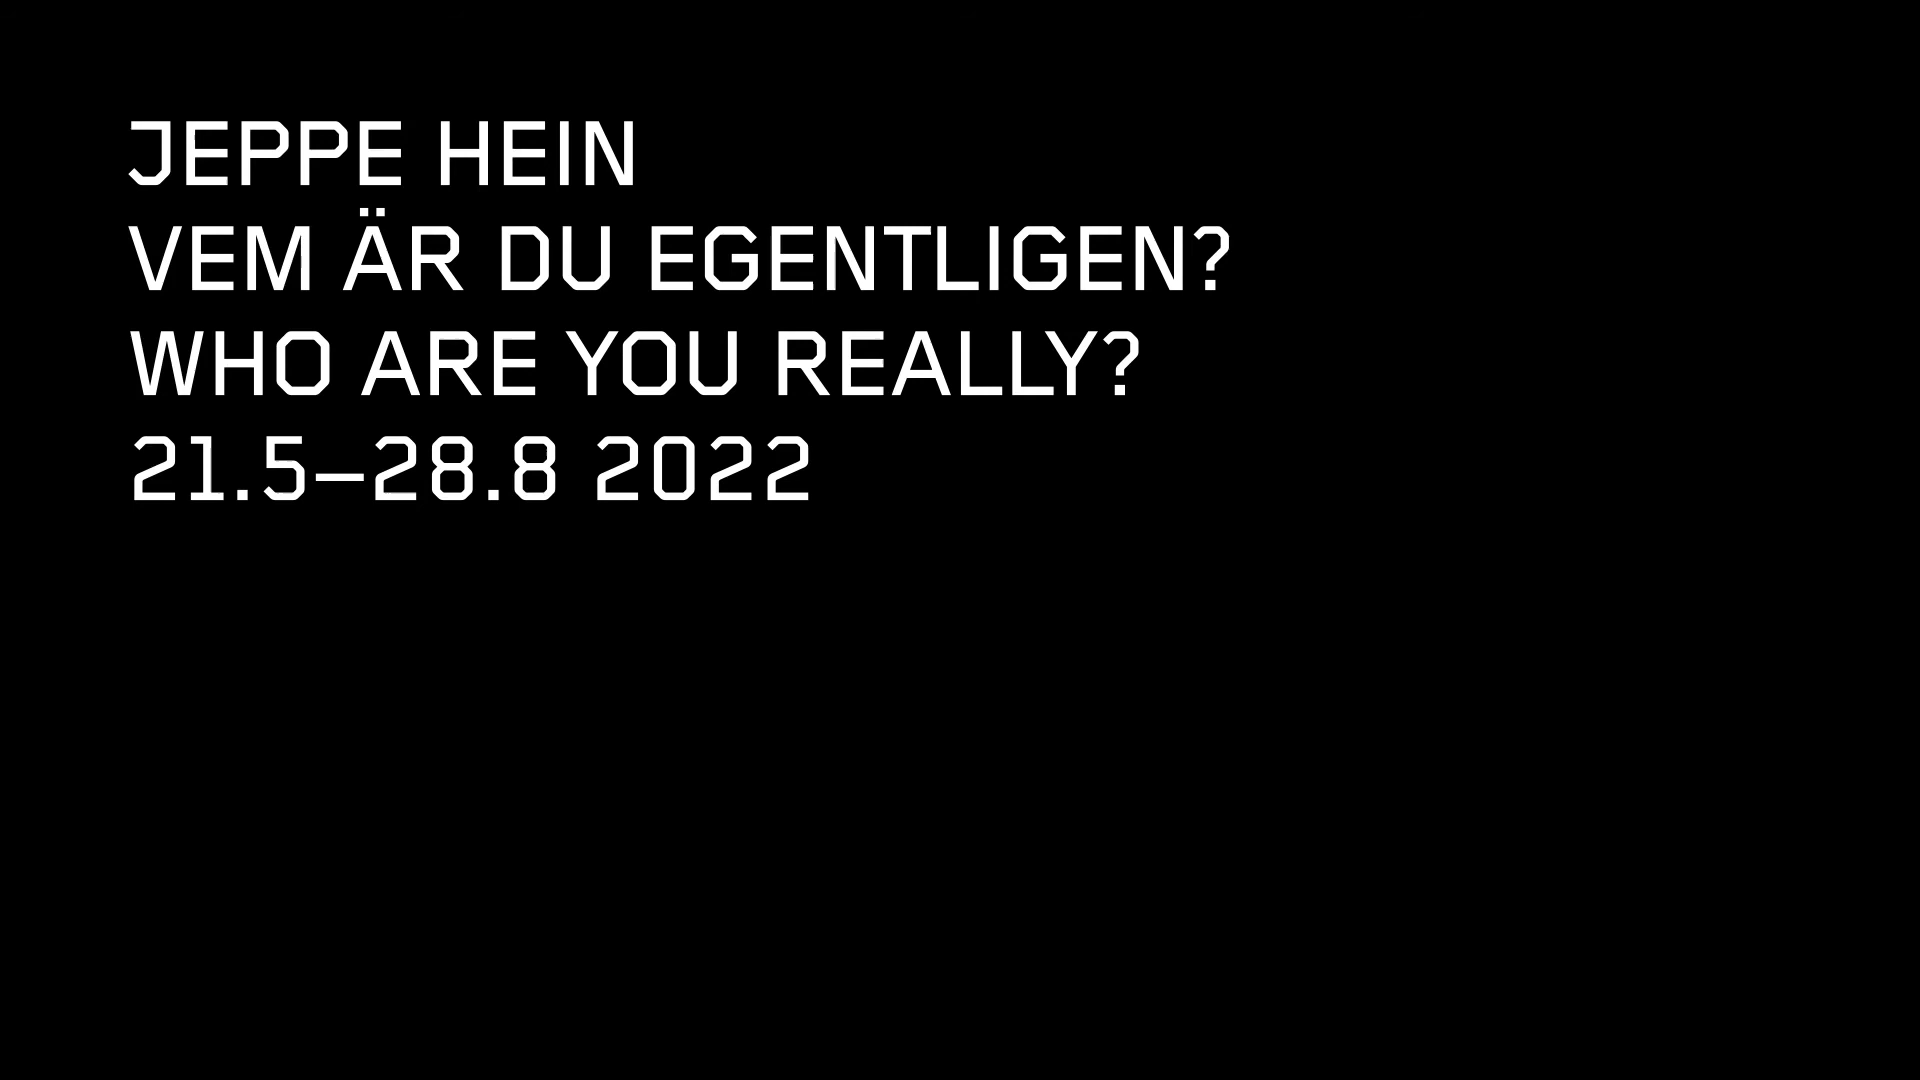 JEPPE HEIN
VEM ÄR DU EGENTLIGEN?
WHO ARE YOU REALLY?
21.5–28.8 2022